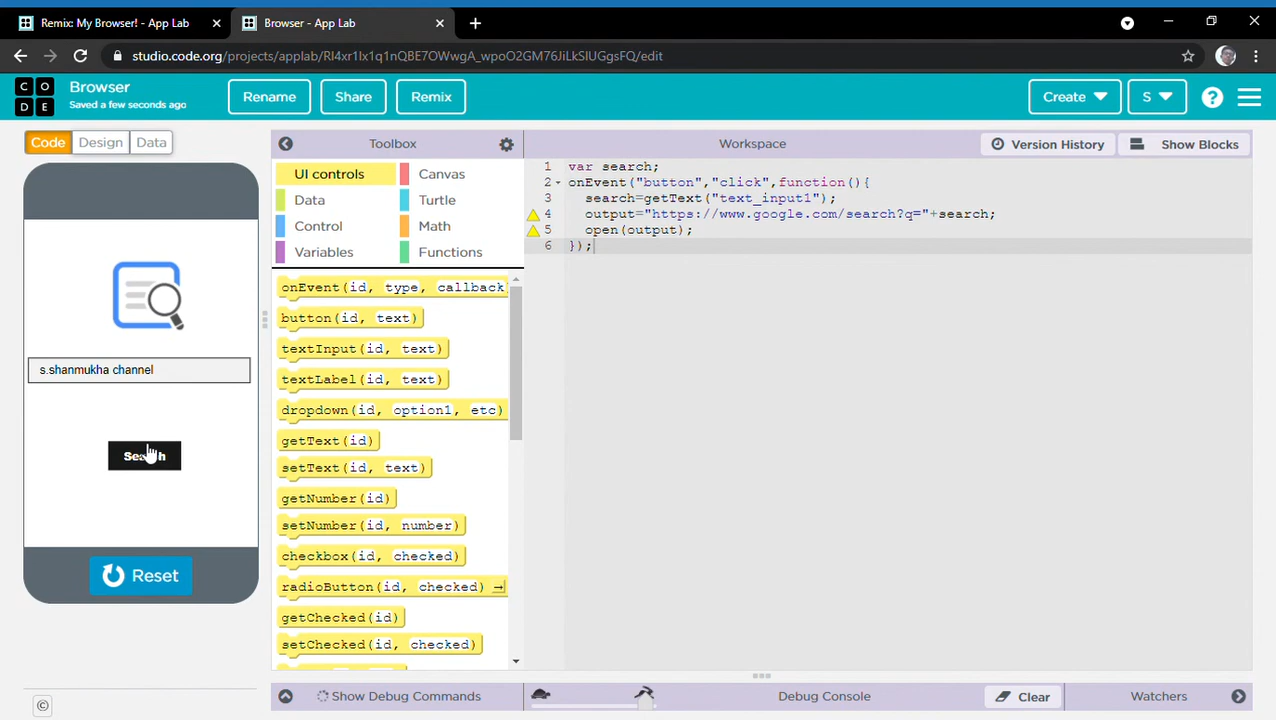 Remix: My Browser! - App Lab
Browser - App Lab
studio.code.org/projects/applab/RI4xr1Ix1q1nQBE7OWwgA_wpoO2GM76JiLkSIUGgsFQ/edit
CODE
Browser
Saved a few seconds ago
Rename
Share
Remix
Create
S
?
Code
Design
Data
Toolbox
Workspace
Version History
Show Blocks
UI controls
Canvas
Data
Turtle
Control
Math
Variables
Functions
onEvent(id, type, callback)
button(id, text)
textInput(id, text)
textLabel(id, text)
dropdown(id, option1, etc)
getText(id)
setText(id, text)
getNumber(id)
setNumber(id, number)
checkbox(id, checked)
radioButton(id, checked)
getChecked(id)
setChecked(id, checked)
1 var search;
2 onEvent("button","click",function(){
3 search=getText("text_input1");
4 output="https://www.google.com/search?q="+search;
5 open(output);
6 });
s.shanmukha channel
Search
Reset
©
Show Debug Commands
Debug Console
Clear
Watchers